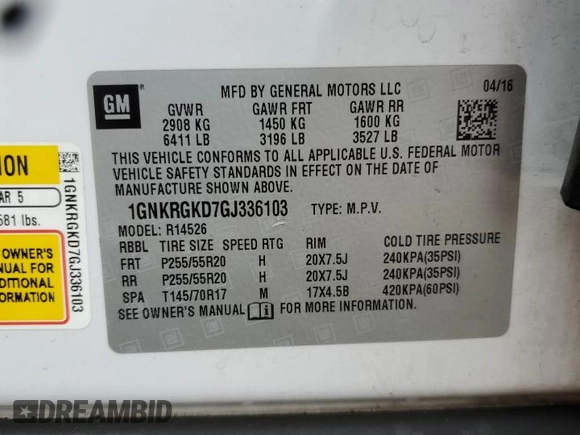 GM
MFD BY GENERAL MOTORS LLC
04/16
GVWR GAWR FRT GAWR RR
2908 KG 1450 KG 1600 KG
6411 LB 3196 LB 3527 LB
THIS VEHICLE CONFORMS TO ALL APPLICABLE U.S. FEDERAL MOTOR
VEHICLE SAFETY STANDARDS IN EFFECT ON THE DATE OF
MANUFACTURE SHOWN ABOVE.
1GNKRGKD7GJ336103 TYPE: M.P.V.
MODEL: R14526
RBBL TIRE SIZE SPEED RTG RIM COLD TIRE PRESSURE
FRT P255/55R20 H 20X7.5J 240KPA(35PSI)
RR P255/55R20 H 20X7.5J 240KPA(35PSI)
SPA T145/70R17 M 17X4.5B 420KPA(60PSI)
SEE OWNER'S MANUAL FOR MORE INFORMATION.
AR 5
581 lbs.
OWNER'S
NUAL FOR
DITIONAL
ORMATION
1GNKRGKD7GJ336103
DREAMBID